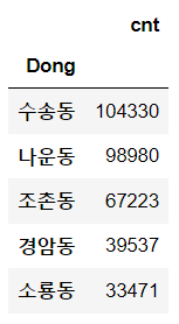 cnt
Dong
수송동 104330
나운동 98980
조촌동 67223
경암동 39537
소룡동 33471